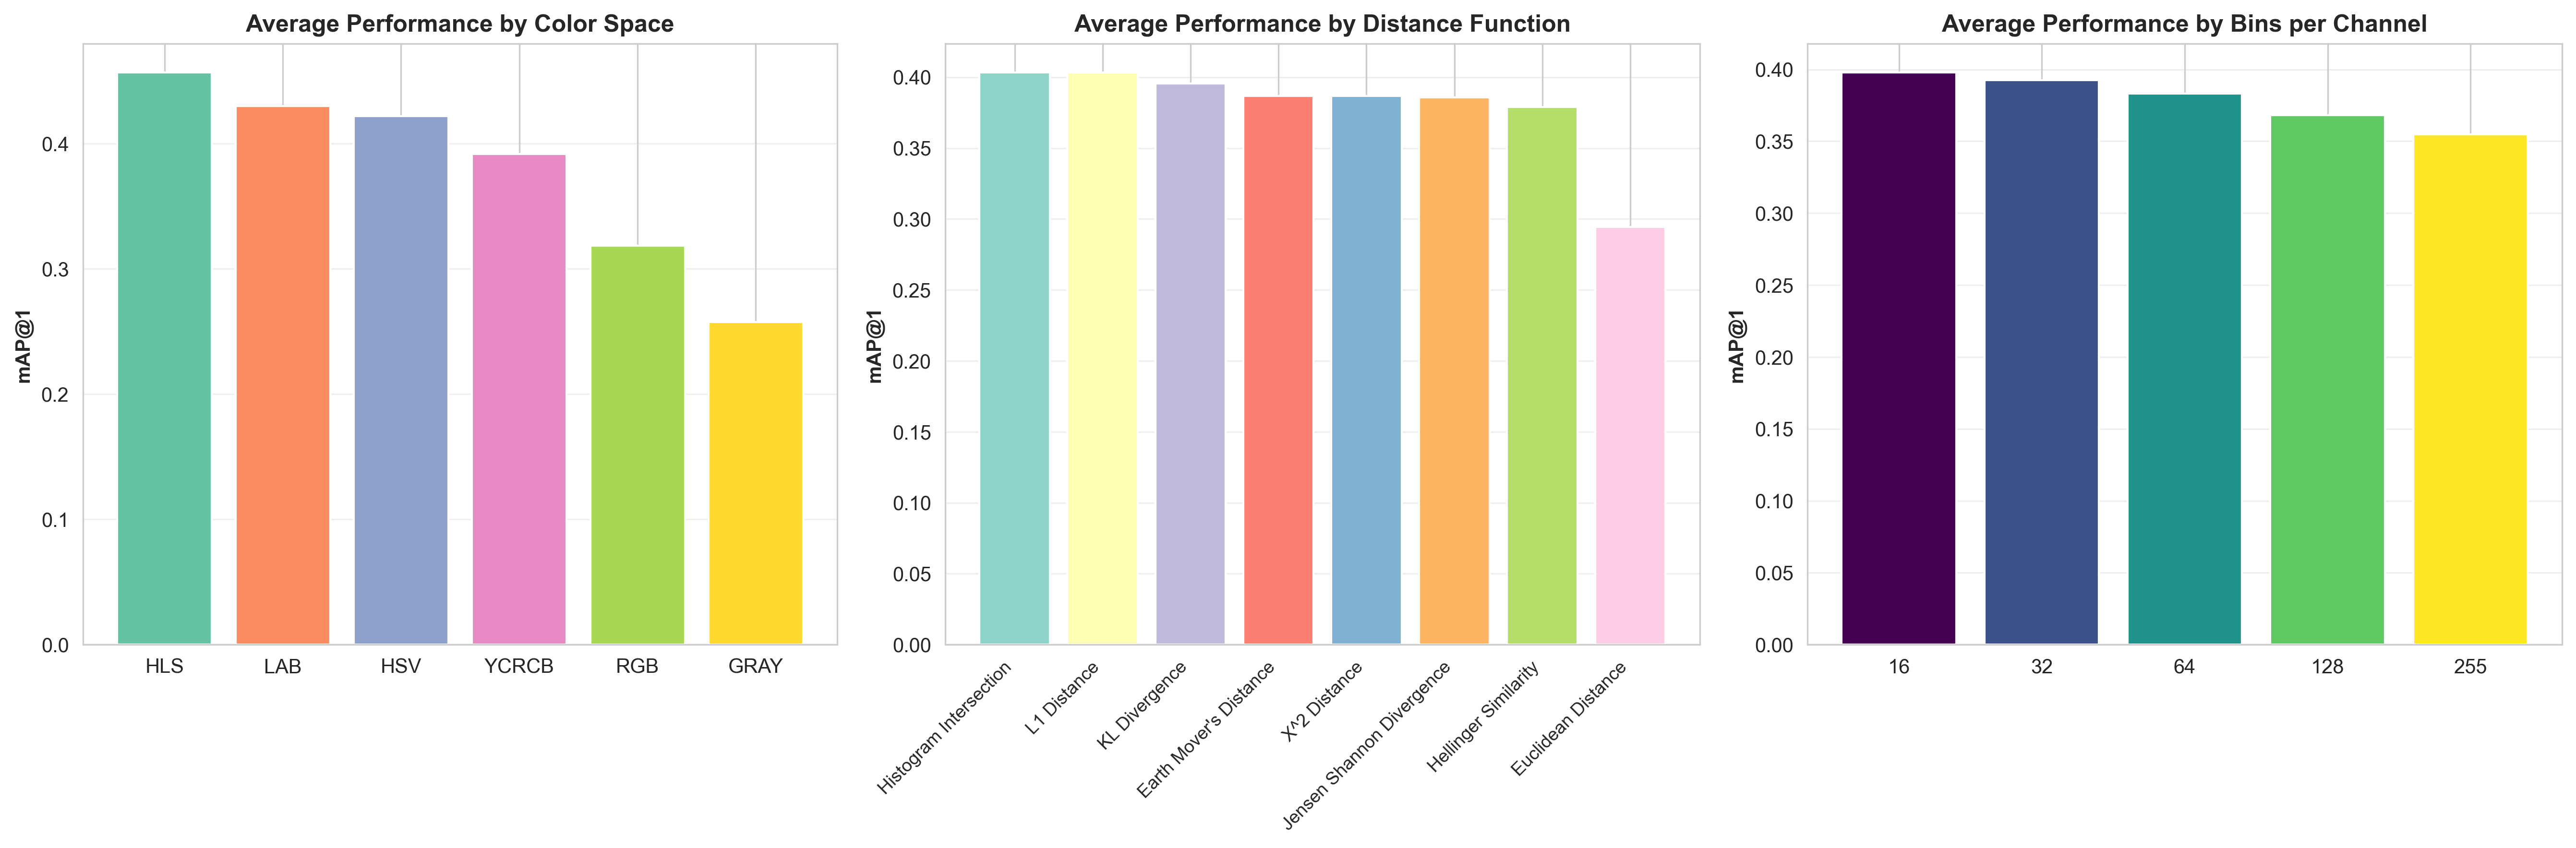 Average Performance by Color Space
mAP@1
0.4
0.3
0.2
0.1
0.0
HLS
LAB
HSV
YCRCB
RGB
GRAY
Average Performance by Distance Function
mAP@1
0.40
0.35
0.30
0.25
0.20
0.15
0.10
0.05
0.00
Histogram Intersection
L1 Distance
KL Divergence
Earth Mover's Distance
X^2 Distance
Jensen Shannon Divergence
Hellinger Similarity
Euclidean Distance
Average Performance by Bins per Channel
mAP@1
0.40
0.35
0.30
0.25
0.20
0.15
0.10
0.05
0.00
16
32
64
128
255